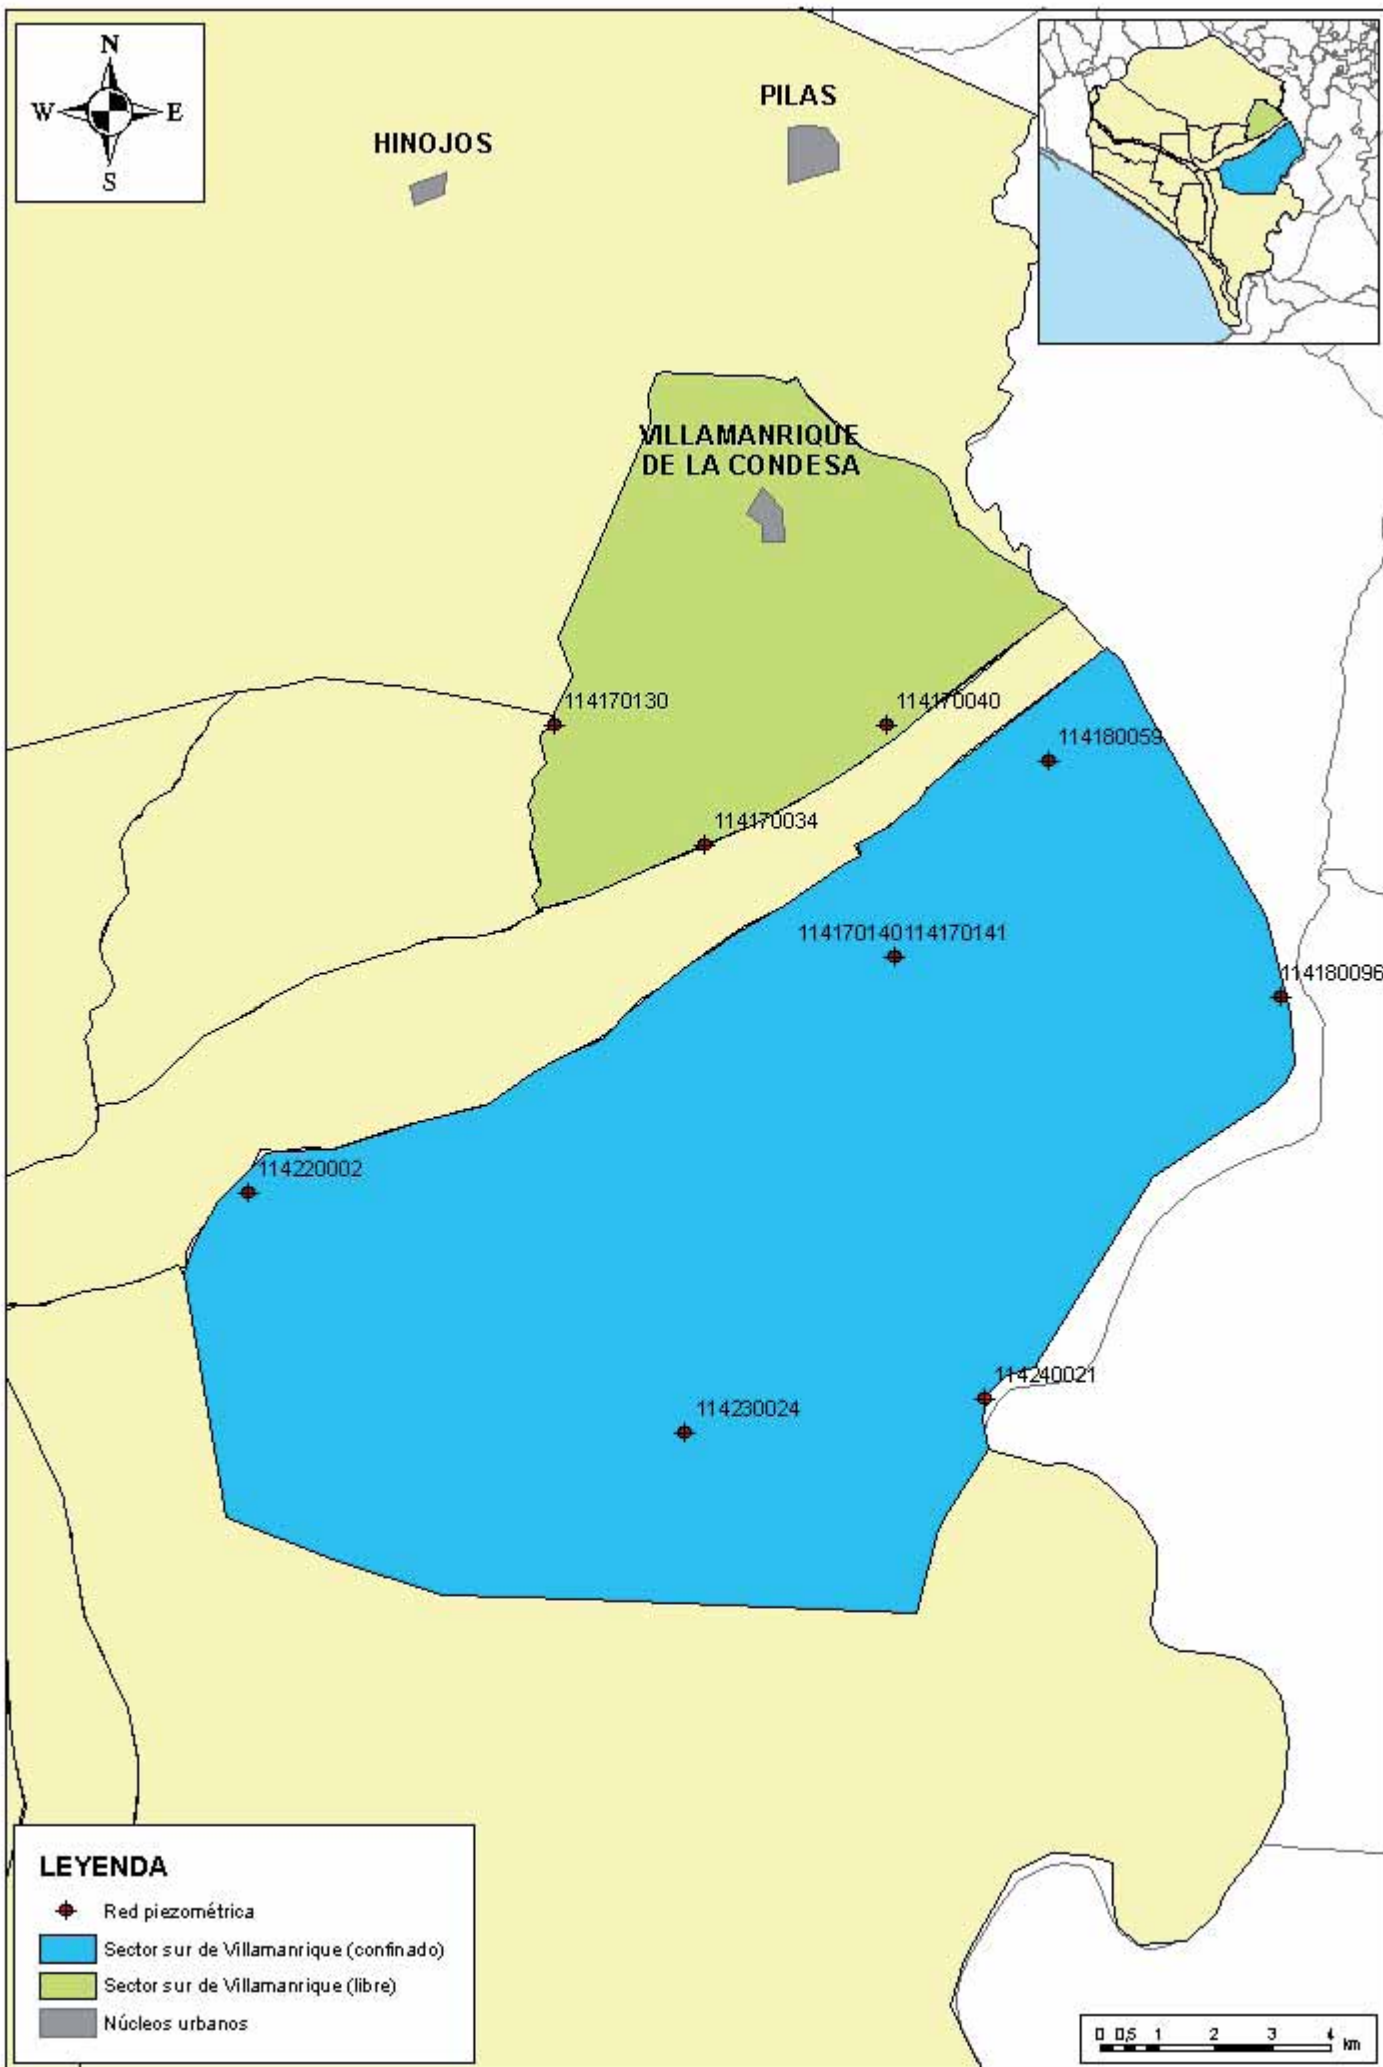 N
W E
S
HINOJOS
PILAS
VILLAMANRIQUE
DE LA CONDESA
114170130
114170040
114180059
114170034
114170140114170141
114180096
114220002
114240021
114230024
LEYENDA
Red piezométrica
Sector sur de Villamanrique (confinado)
Sector sur de Villamanrique (libre)
Núcleos urbanos
0 0,5 1 2 3 4 km